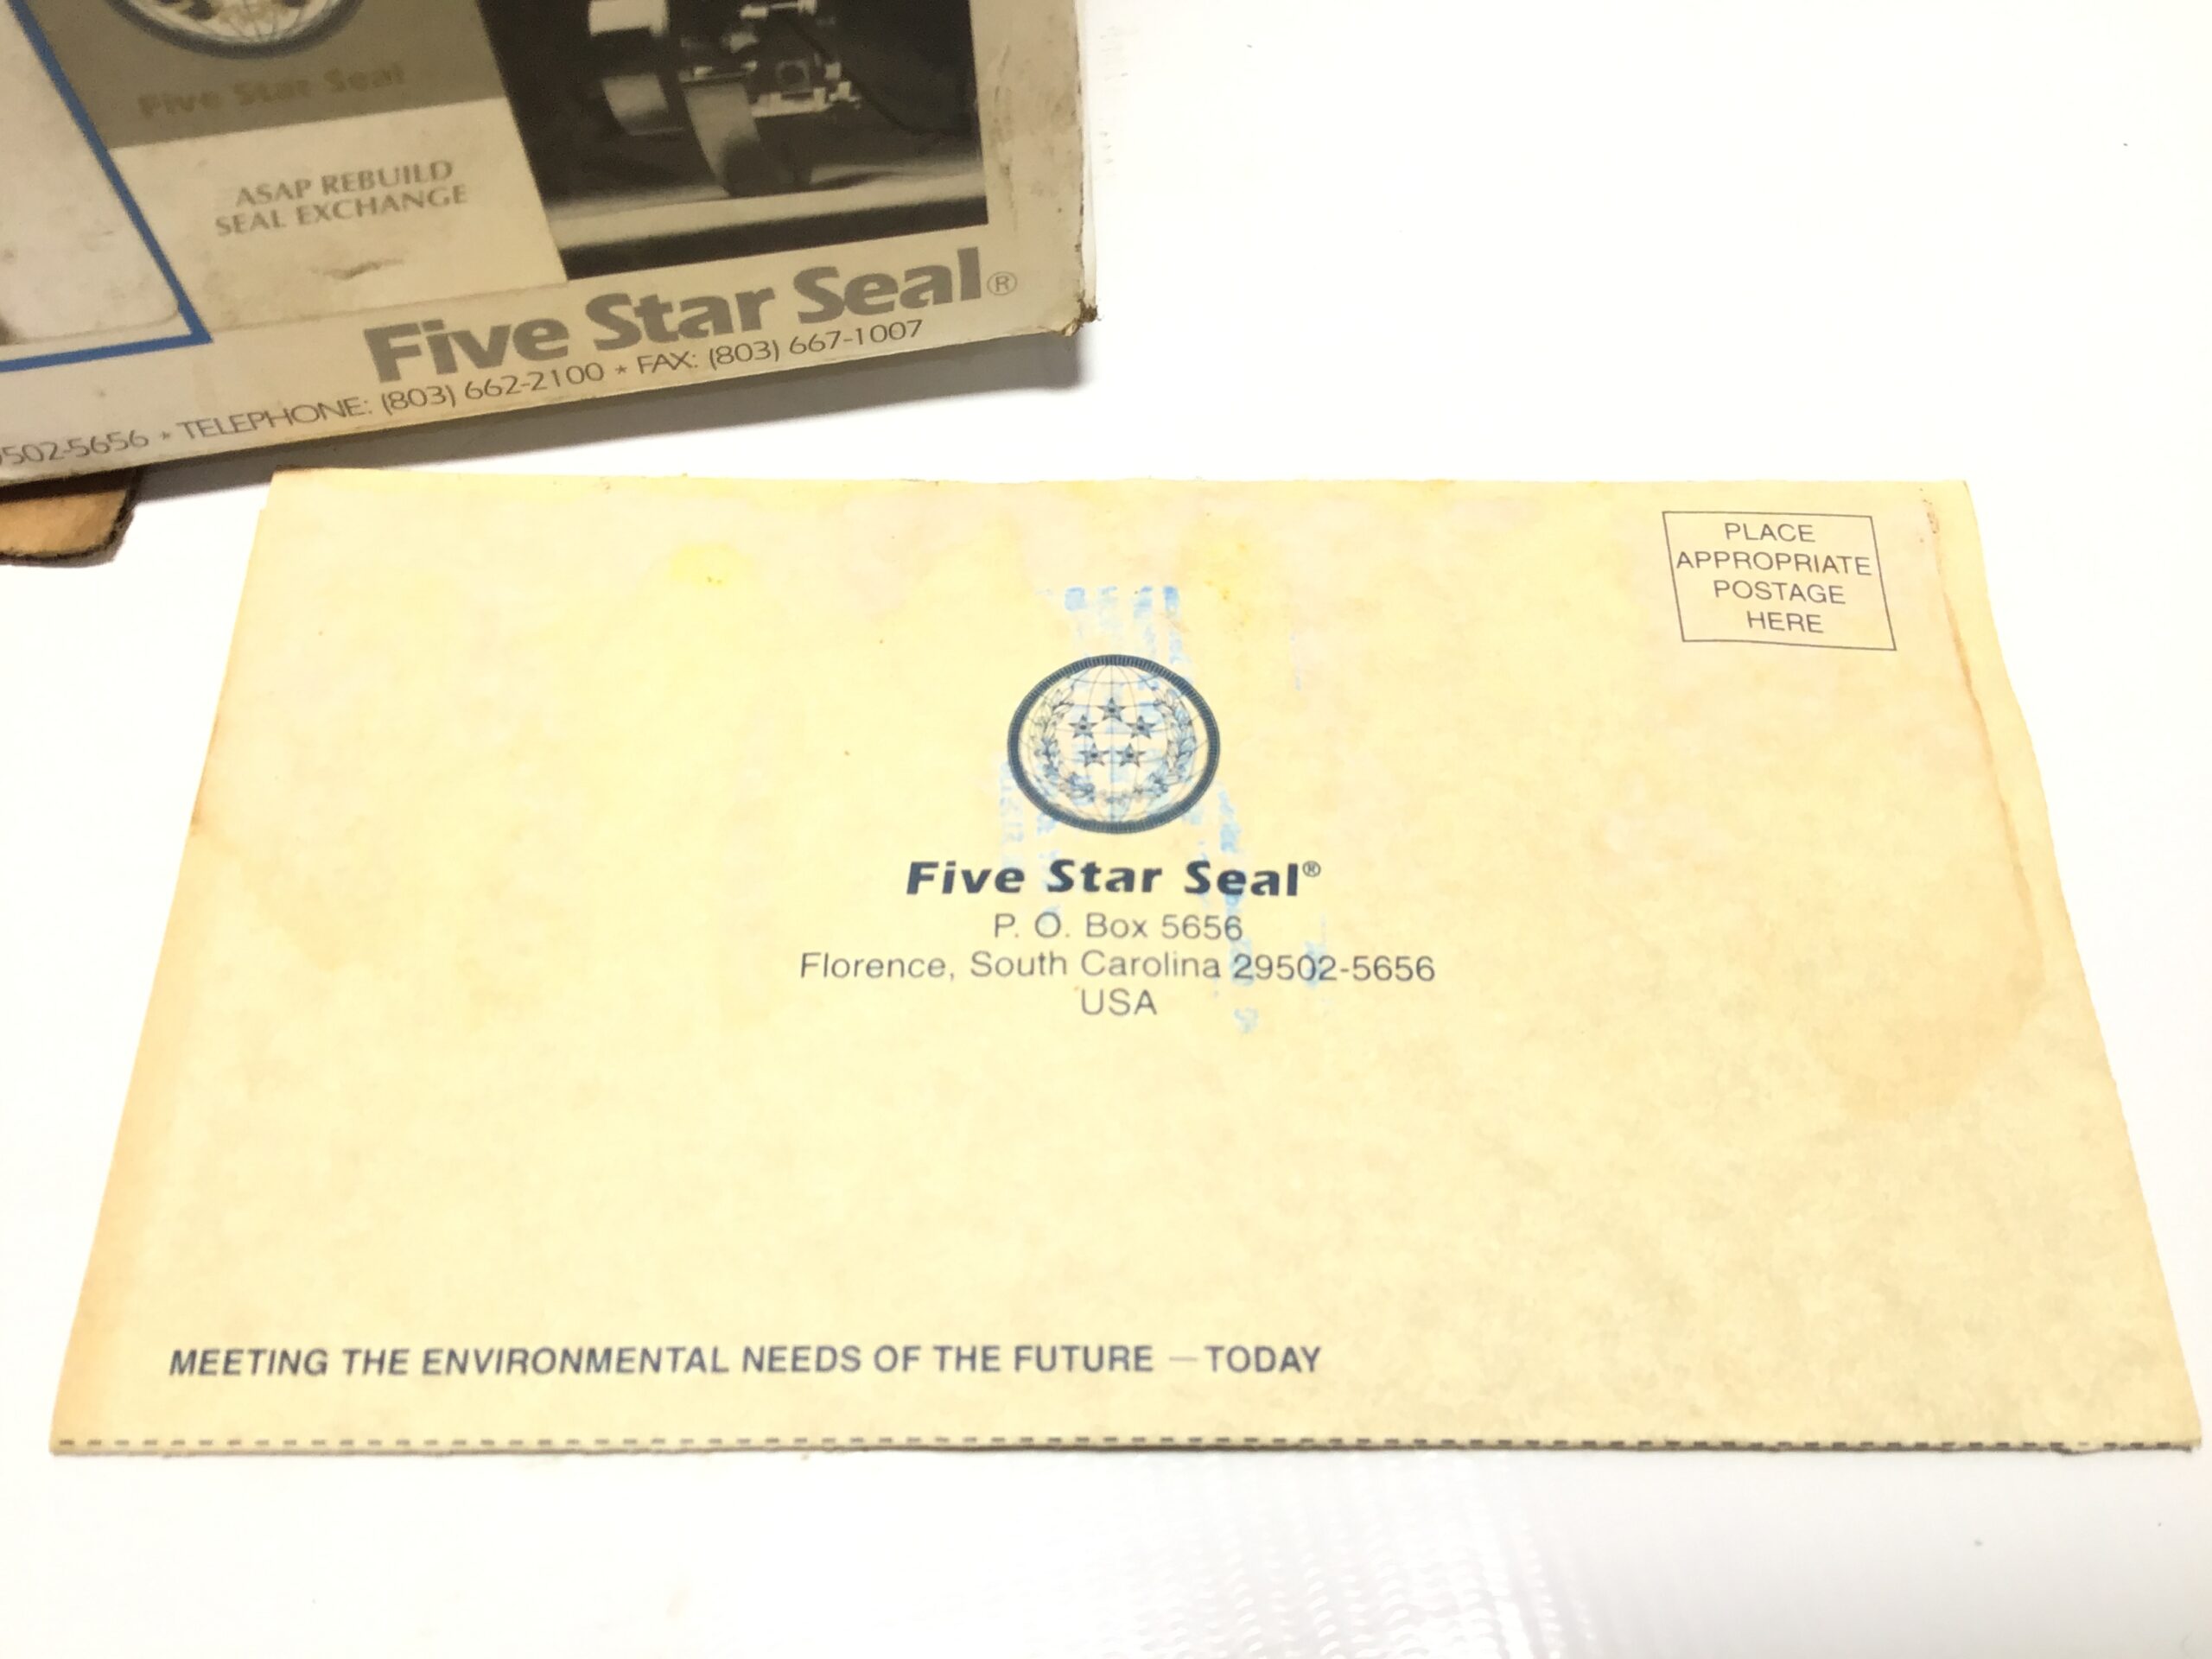 Five Star Seal
ASAP REBUILD
SEAL EXCHANGE
Five Star Seal®
502-5656 * TELEPHONE: (803) 662-2100 * FAX: (803) 667-1007
PLACE
APPROPRIATE
POSTAGE
HERE
Five Star Seal®
P. O. Box 5656
Florence, South Carolina 29502-5656
USA
MEETING THE ENVIRONMENTAL NEEDS OF THE FUTURE — TODAY